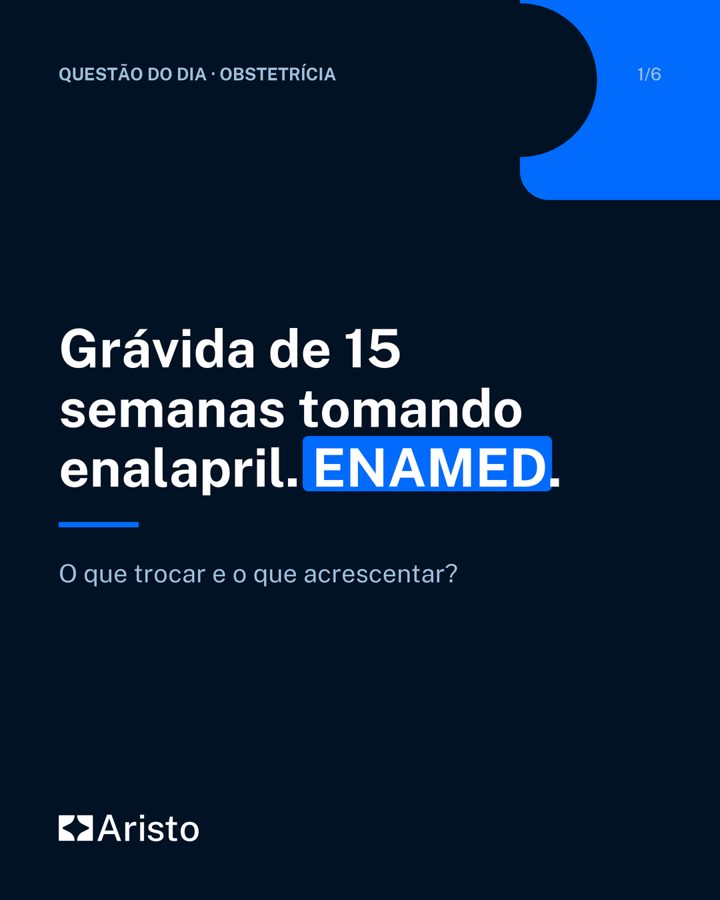 QUESTÃO DO DIA · OBSTETRÍCIA
1/6
Grávida de 15
semanas tomando
enalapril. ENAMED.
O que trocar e o que acrescentar?
Aristo